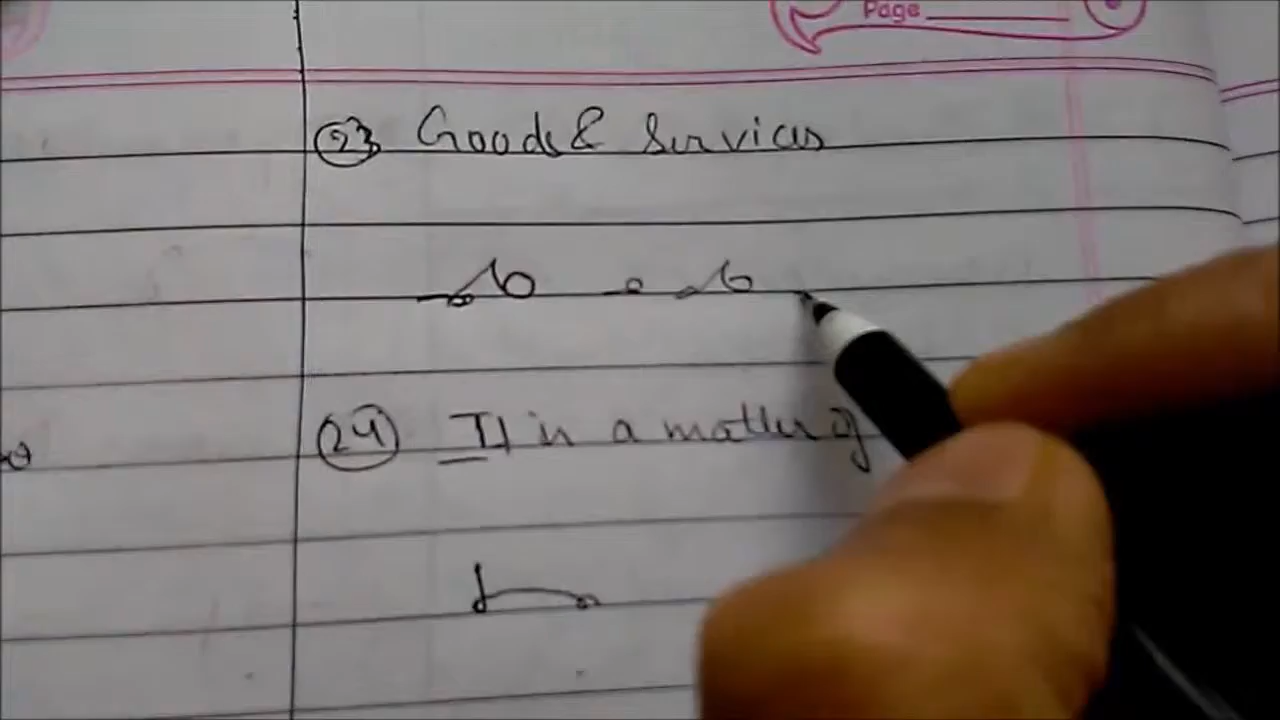 Page
23 Goods & Services
24 It is a matter of